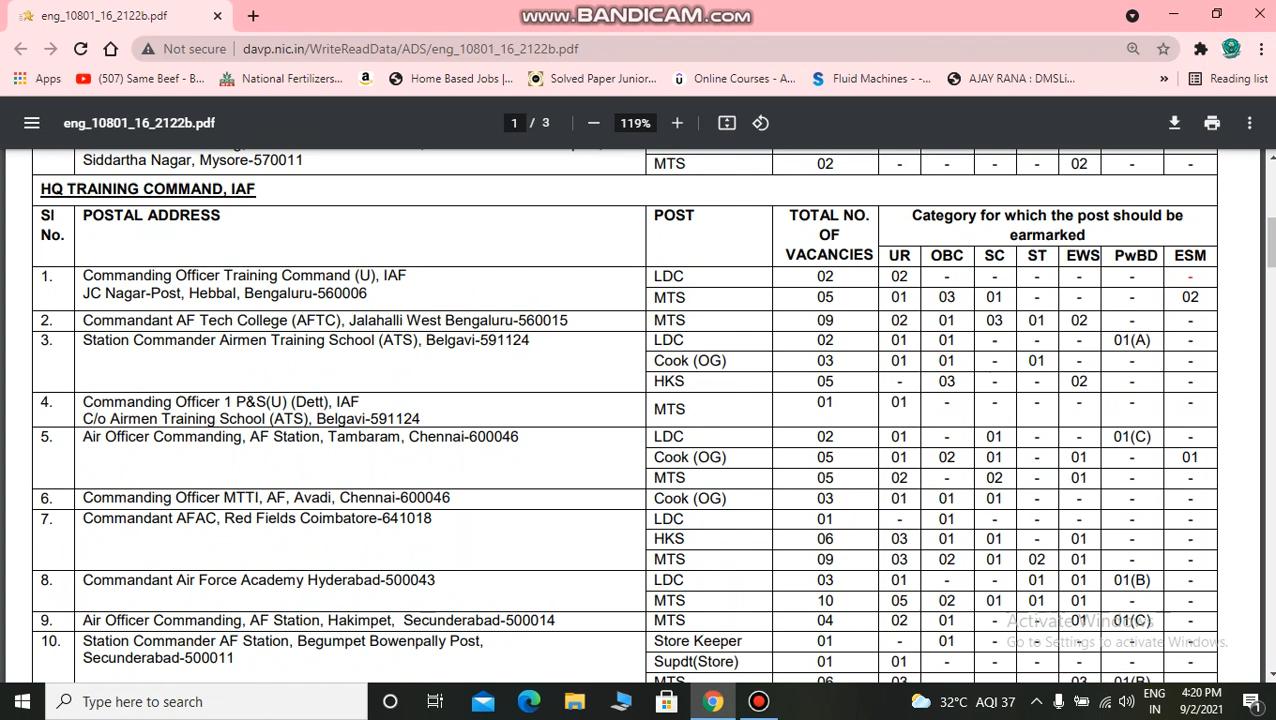 eng_10801_16_2122b.pdf
www.BANDICAM.com
Not secure davp.nic.in/WriteReadData/ADS/eng_10801_16_2122b.pdf
Apps (507) Same Beef - B... National Fertilizers... Home Based Jobs |... Solved Paper Junior... Online Courses - A... Fluid Machines - -... AJAY RANA : DMSLi... » Reading list
eng_10801_16_2122b.pdf 1 / 3 119%
Siddartha Nagar, Mysore-570011 MTS 02 - - - - 02 - -
HQ TRAINING COMMAND, IAF
Sl No. POSTAL ADDRESS POST TOTAL NO. OF VACANCIES Category for which the post should be earmarked
UR OBC SC ST EWS PwBD ESM
1. Commanding Officer Training Command (U), IAF LDC 02 02 - - - - - -
JC Nagar-Post, Hebbal, Bengaluru-560006 MTS 05 01 03 01 - - - 02
2. Commandant AF Tech College (AFTC), Jalahalli West Bengaluru-560015 MTS 09 02 01 03 01 02 - -
3. Station Commander Airmen Training School (ATS), Belgavi-591124 LDC 02 01 01 - - - 01(A) -
Cook (OG) 03 01 01 - 01 - - -
HKS 05 - 03 - - 02 - -
4. Commanding Officer 1 P&S(U) (Dett), IAF
C/o Airmen Training School (ATS), Belgavi-591124 MTS 01 01 - - - - - -
5. Air Officer Commanding, AF Station, Tambaram, Chennai-600046 LDC 02 01 - 01 - - 01(C) -
Cook (OG) 05 01 02 01 - 01 - 01
MTS 05 02 - 02 - 01 - -
6. Commanding Officer MTTI, AF, Avadi, Chennai-600046 Cook (OG) 03 01 01 01 - - - -
7. Commandant AFAC, Red Fields Coimbatore-641018 LDC 01 - 01 - - - - -
HKS 06 03 01 01 - 01 - -
MTS 09 03 02 01 02 01 - -
8. Commandant Air Force Academy Hyderabad-500043 LDC 03 01 - - 01 01 01(B) -
MTS 10 05 02 01 01 01 - -
9. Air Officer Commanding, AF Station, Hakimpet, Secunderabad-500014 MTS 04 02 01 - - 01 01(C) -
10. Station Commander AF Station, Begumpet Bowenpally Post, Store Keeper 01 - 01 - - - - -
Secunderabad-500011 Supdt(Store) 01 01 - - - - - -
MTS 06 03 - - - 03 01(B) -
Activate Windows
Go to Settings to activate Windows.
Type here to search 32°C AQI 37 ENG IN 4:20 PM 9/2/2021 1